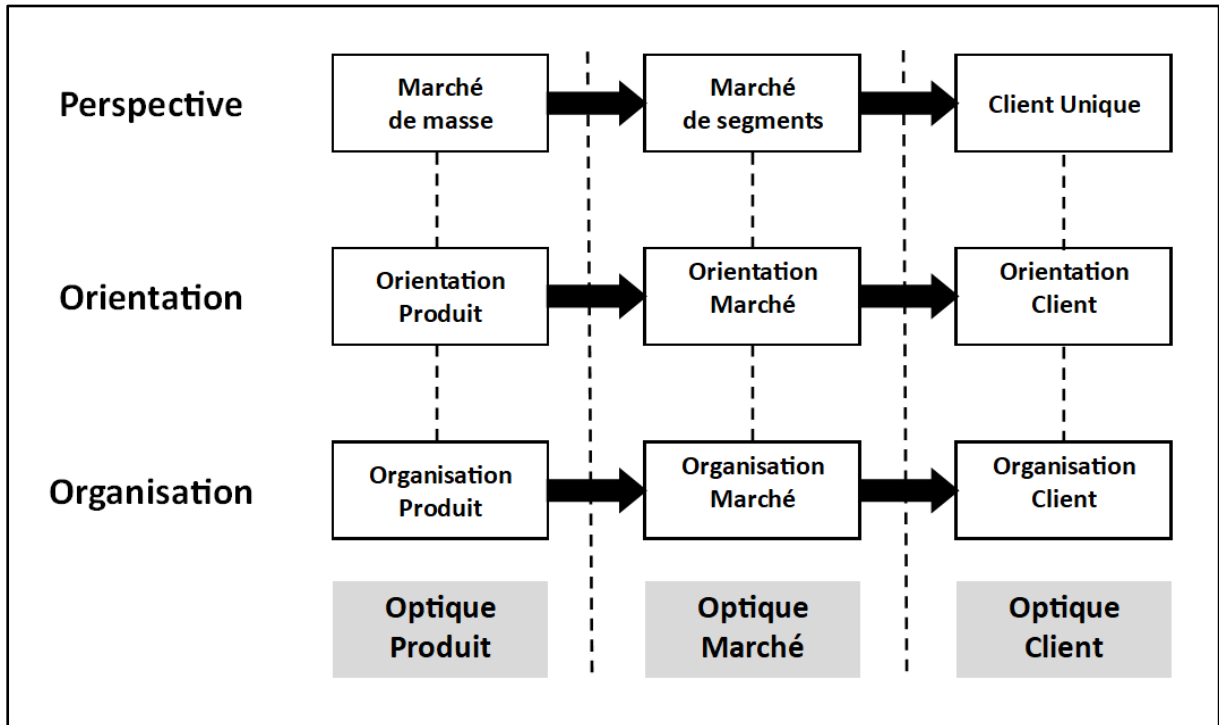 Perspective
Marché
de masse
Marché
de segments
Client Unique
Orientation
Orientation
Produit
Orientation
Marché
Orientation
Client
Organisation
Organisation
Produit
Organisation
Marché
Organisation
Client
Optique
Produit
Optique
Marché
Optique
Client